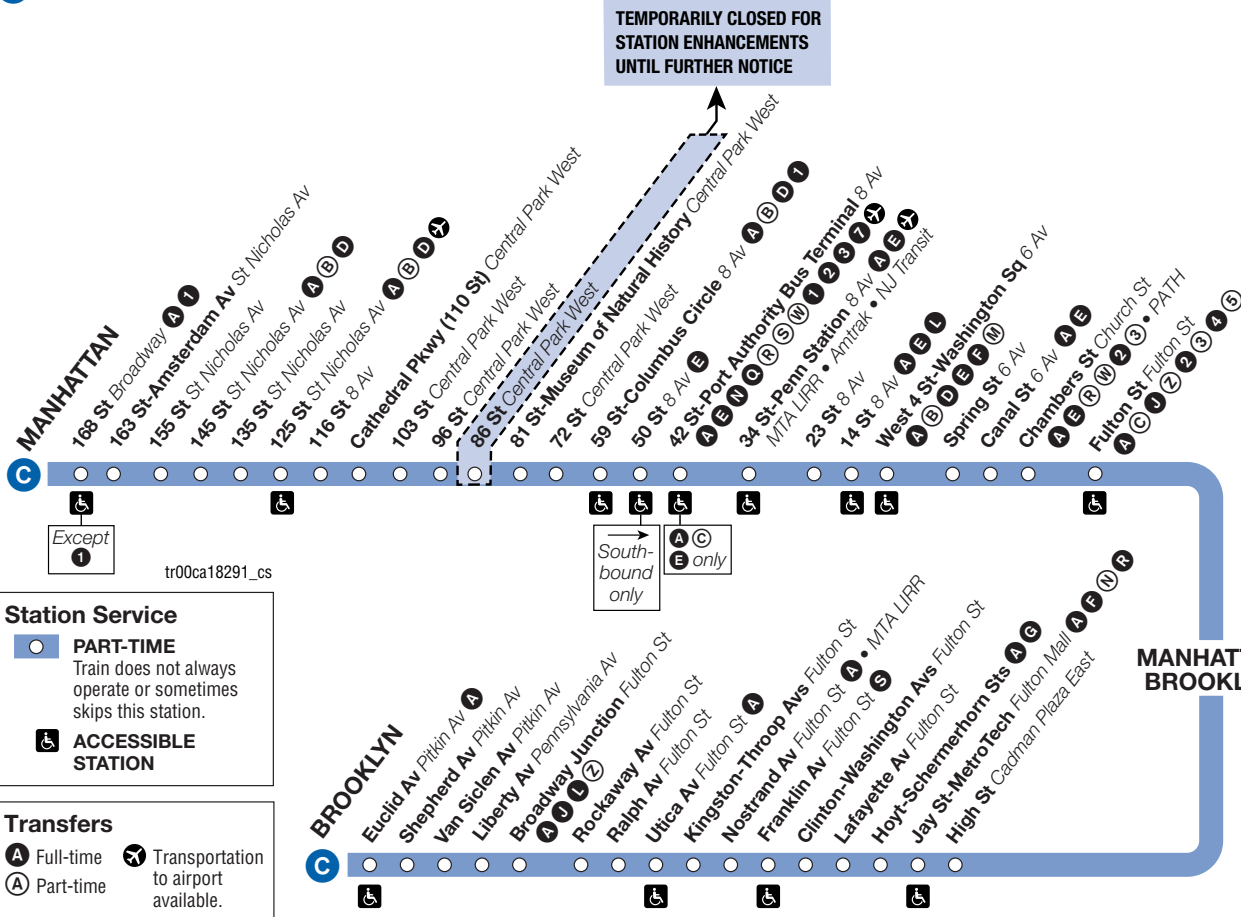 TEMPORARILY CLOSED FOR
STATION ENHANCEMENTS
UNTIL FURTHER NOTICE
MANHATTAN
168 St Broadway A 1
163 St-Amsterdam Av St Nicholas Av
155 St St Nicholas Av
145 St St Nicholas Av A B D
135 St St Nicholas Av
125 St St Nicholas Av A B D
116 St 8 Av
Cathedral Pkwy (110 St) Central Park West
103 St Central Park West
96 St Central Park West
86 St Central Park West
81 St-Museum of Natural History Central Park West
72 St Central Park West
59 St-Columbus Circle 8 Av A B D 1
50 St 8 Av E
42 St-Port Authority Bus Terminal 8 Av
A E N Q R S W 1 2 3 7
34 St-Penn Station 8 Av A E
MTA LIRR • Amtrak • NJ Transit
23 St 8 Av
14 St 8 Av A E L
West 4 St-Washington Sq 6 Av
A B D E F M
Spring St 6 Av
Canal St 6 Av A E
Chambers St Church St
A E R W 2 3 • PATH
Fulton St Fulton St
A C J Z 2 3 4 5
C
Except
1
South-
bound
only
A C
E only
tr00ca18291_cs
Station Service
PART-TIME
Train does not always
operate or sometimes
skips this station.
ACCESSIBLE
STATION
Transfers
A Full-time
A Part-time
Transportation
to airport
available.
MANHATT
BROOKL
BROOKLYN
Euclid Av Pitkin Av A
Shepherd Av Pitkin Av
Van Siclen Av Pitkin Av
Liberty Av Pennsylvania Av
Broadway Junction Fulton St
A J L Z
Rockaway Av Fulton St
Ralph Av Fulton St
Utica Av Fulton St A
Kingston-Throop Avs Fulton St
Nostrand Av Fulton St A • MTA LIRR
Franklin Av Fulton St S
Clinton-Washington Avs Fulton St
Lafayette Av Fulton St
Hoyt-Schermerhorn Sts A G
Jay St-MetroTech Fulton Mall A F N R
High St Cadman Plaza East
C